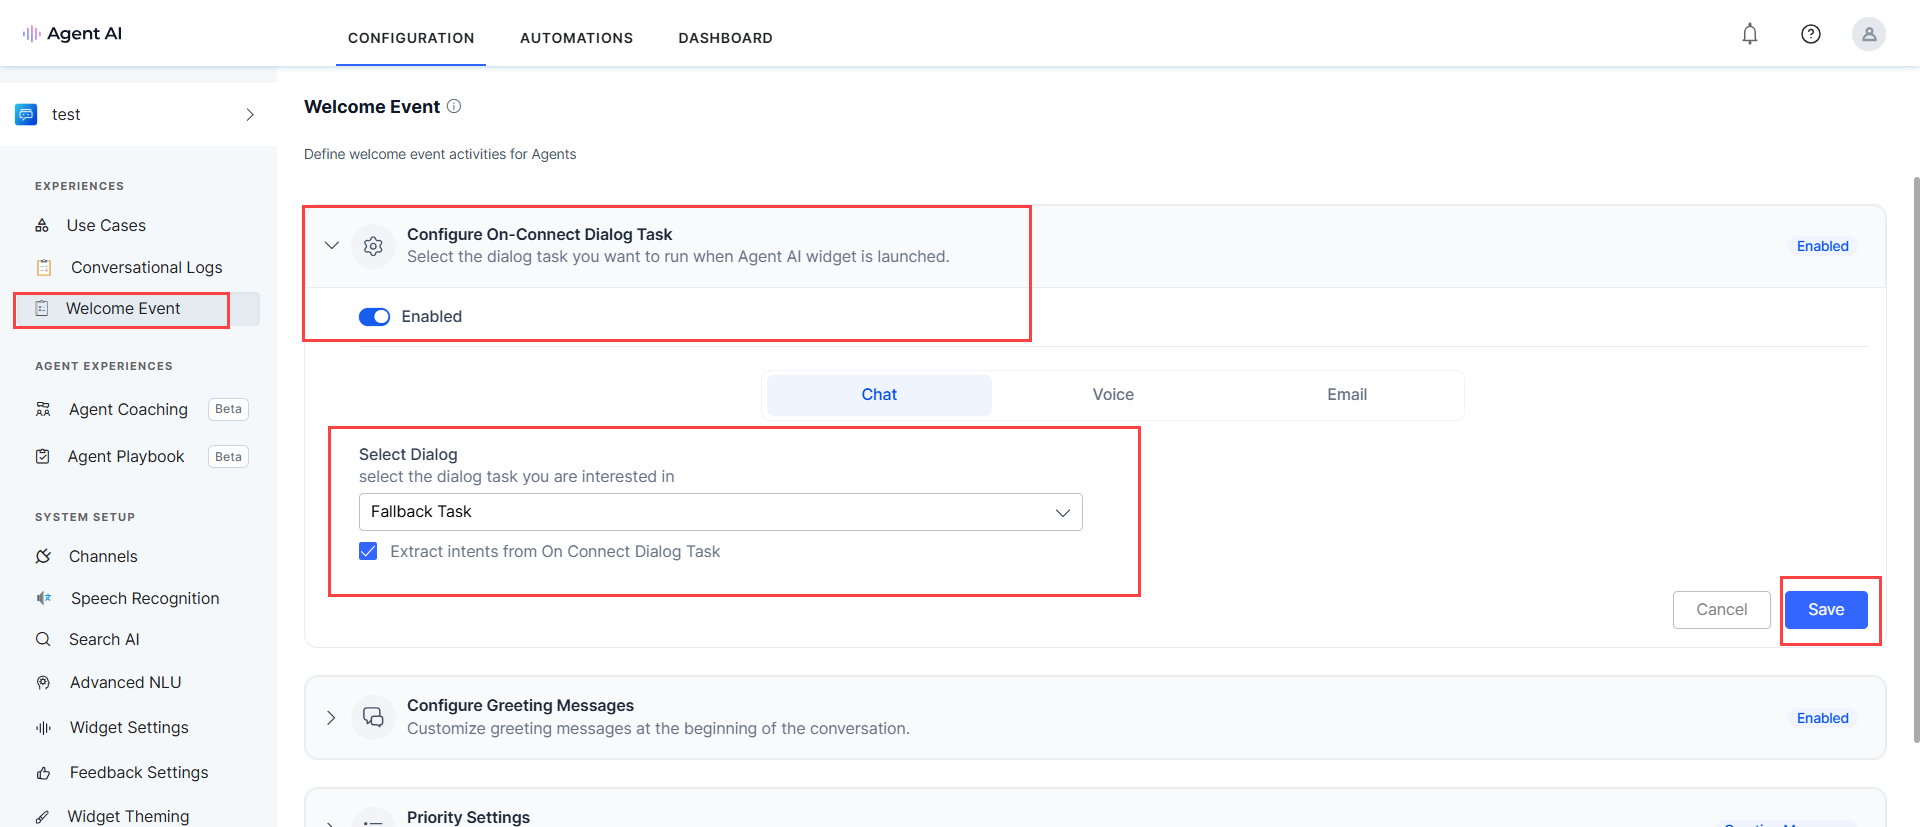 Agent AI
CONFIGURATION
AUTOMATIONS
DASHBOARD
test
EXPERIENCES
Use Cases
Conversational Logs
Welcome Event
AGENT EXPERIENCES
Agent Coaching Beta
Agent Playbook Beta
SYSTEM SETUP
Channels
Speech Recognition
Search AI
Advanced NLU
Widget Settings
Feedback Settings
Widget Theming
Welcome Event
Define welcome event activities for Agents
Configure On-Connect Dialog Task
Select the dialog task you want to run when Agent AI widget is launched.
Enabled
Enabled
Chat
Voice
Email
Select Dialog
select the dialog task you are interested in
Fallback Task
Extract intents from On Connect Dialog Task
Cancel
Save
Configure Greeting Messages
Customize greeting messages at the beginning of the conversation.
Enabled
Priority Settings